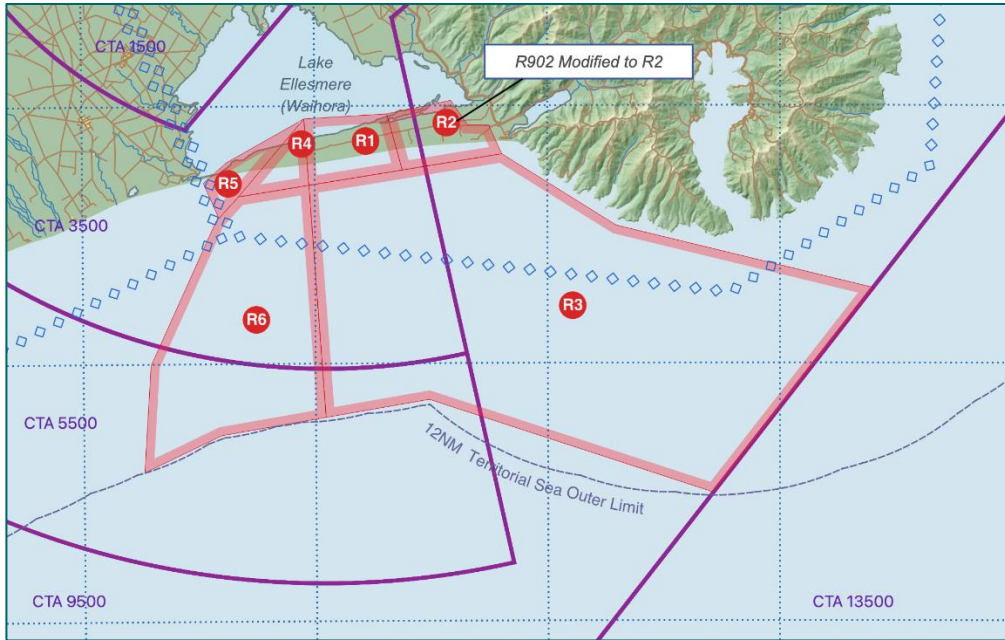 CTA 1500
Lake
Ellesmere
(Waihora)
R902 Modified to R2
R4
R1
R2
R5
CTA 3500
R6
R3
CTA 5500
12NM Territorial Sea Outer Limit
CTA 9500
CTA 13500